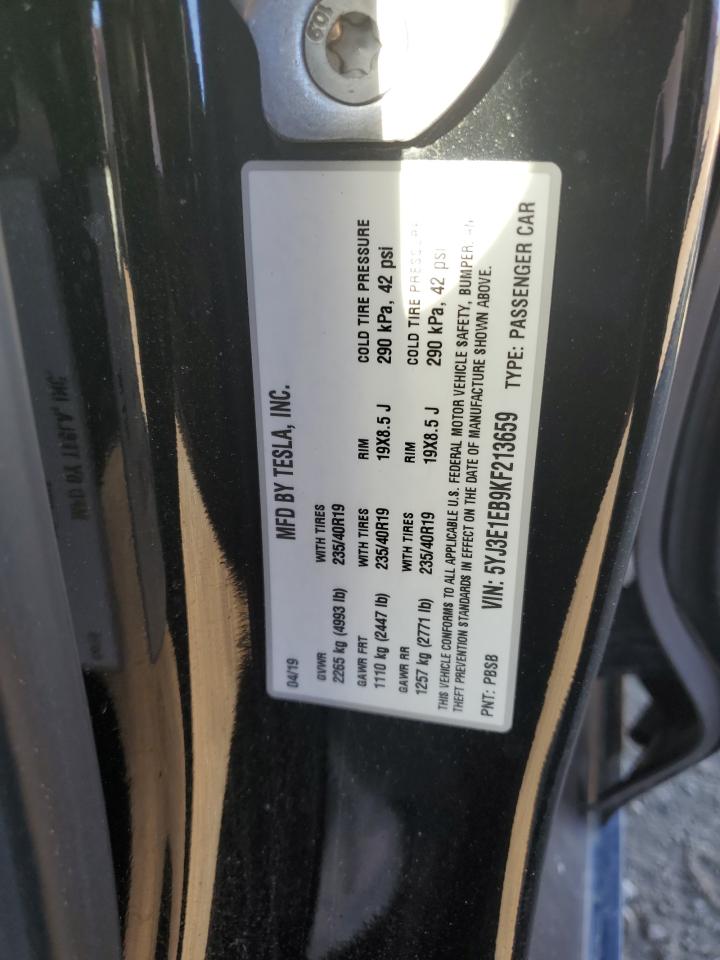 109
MFD BY TESLA, INC.
04/19
GVWR WITH TIRES
2265 kg (4993 lb) 235/40R19
GAWR FRT WITH TIRES RIM COLD TIRE PRESSURE
1110 kg (2447 lb) 235/40R19 19X8.5 J 290 kPa, 42 psi
GAWR RR WITH TIRES RIM COLD TIRE PRESSURE
1257 kg (2771 lb) 235/40R19 19X8.5 J 290 kPa, 42 psi
THIS VEHICLE CONFORMS TO ALL APPLICABLE U.S. FEDERAL MOTOR VEHICLE SAFETY, BUMPER, AND
THEFT PREVENTION STANDARDS IN EFFECT ON THE DATE OF MANUFACTURE SHOWN ABOVE.
PNT: PBSB VIN: 5YJ3E1EB9KF213659 TYPE: PASSENGER CAR